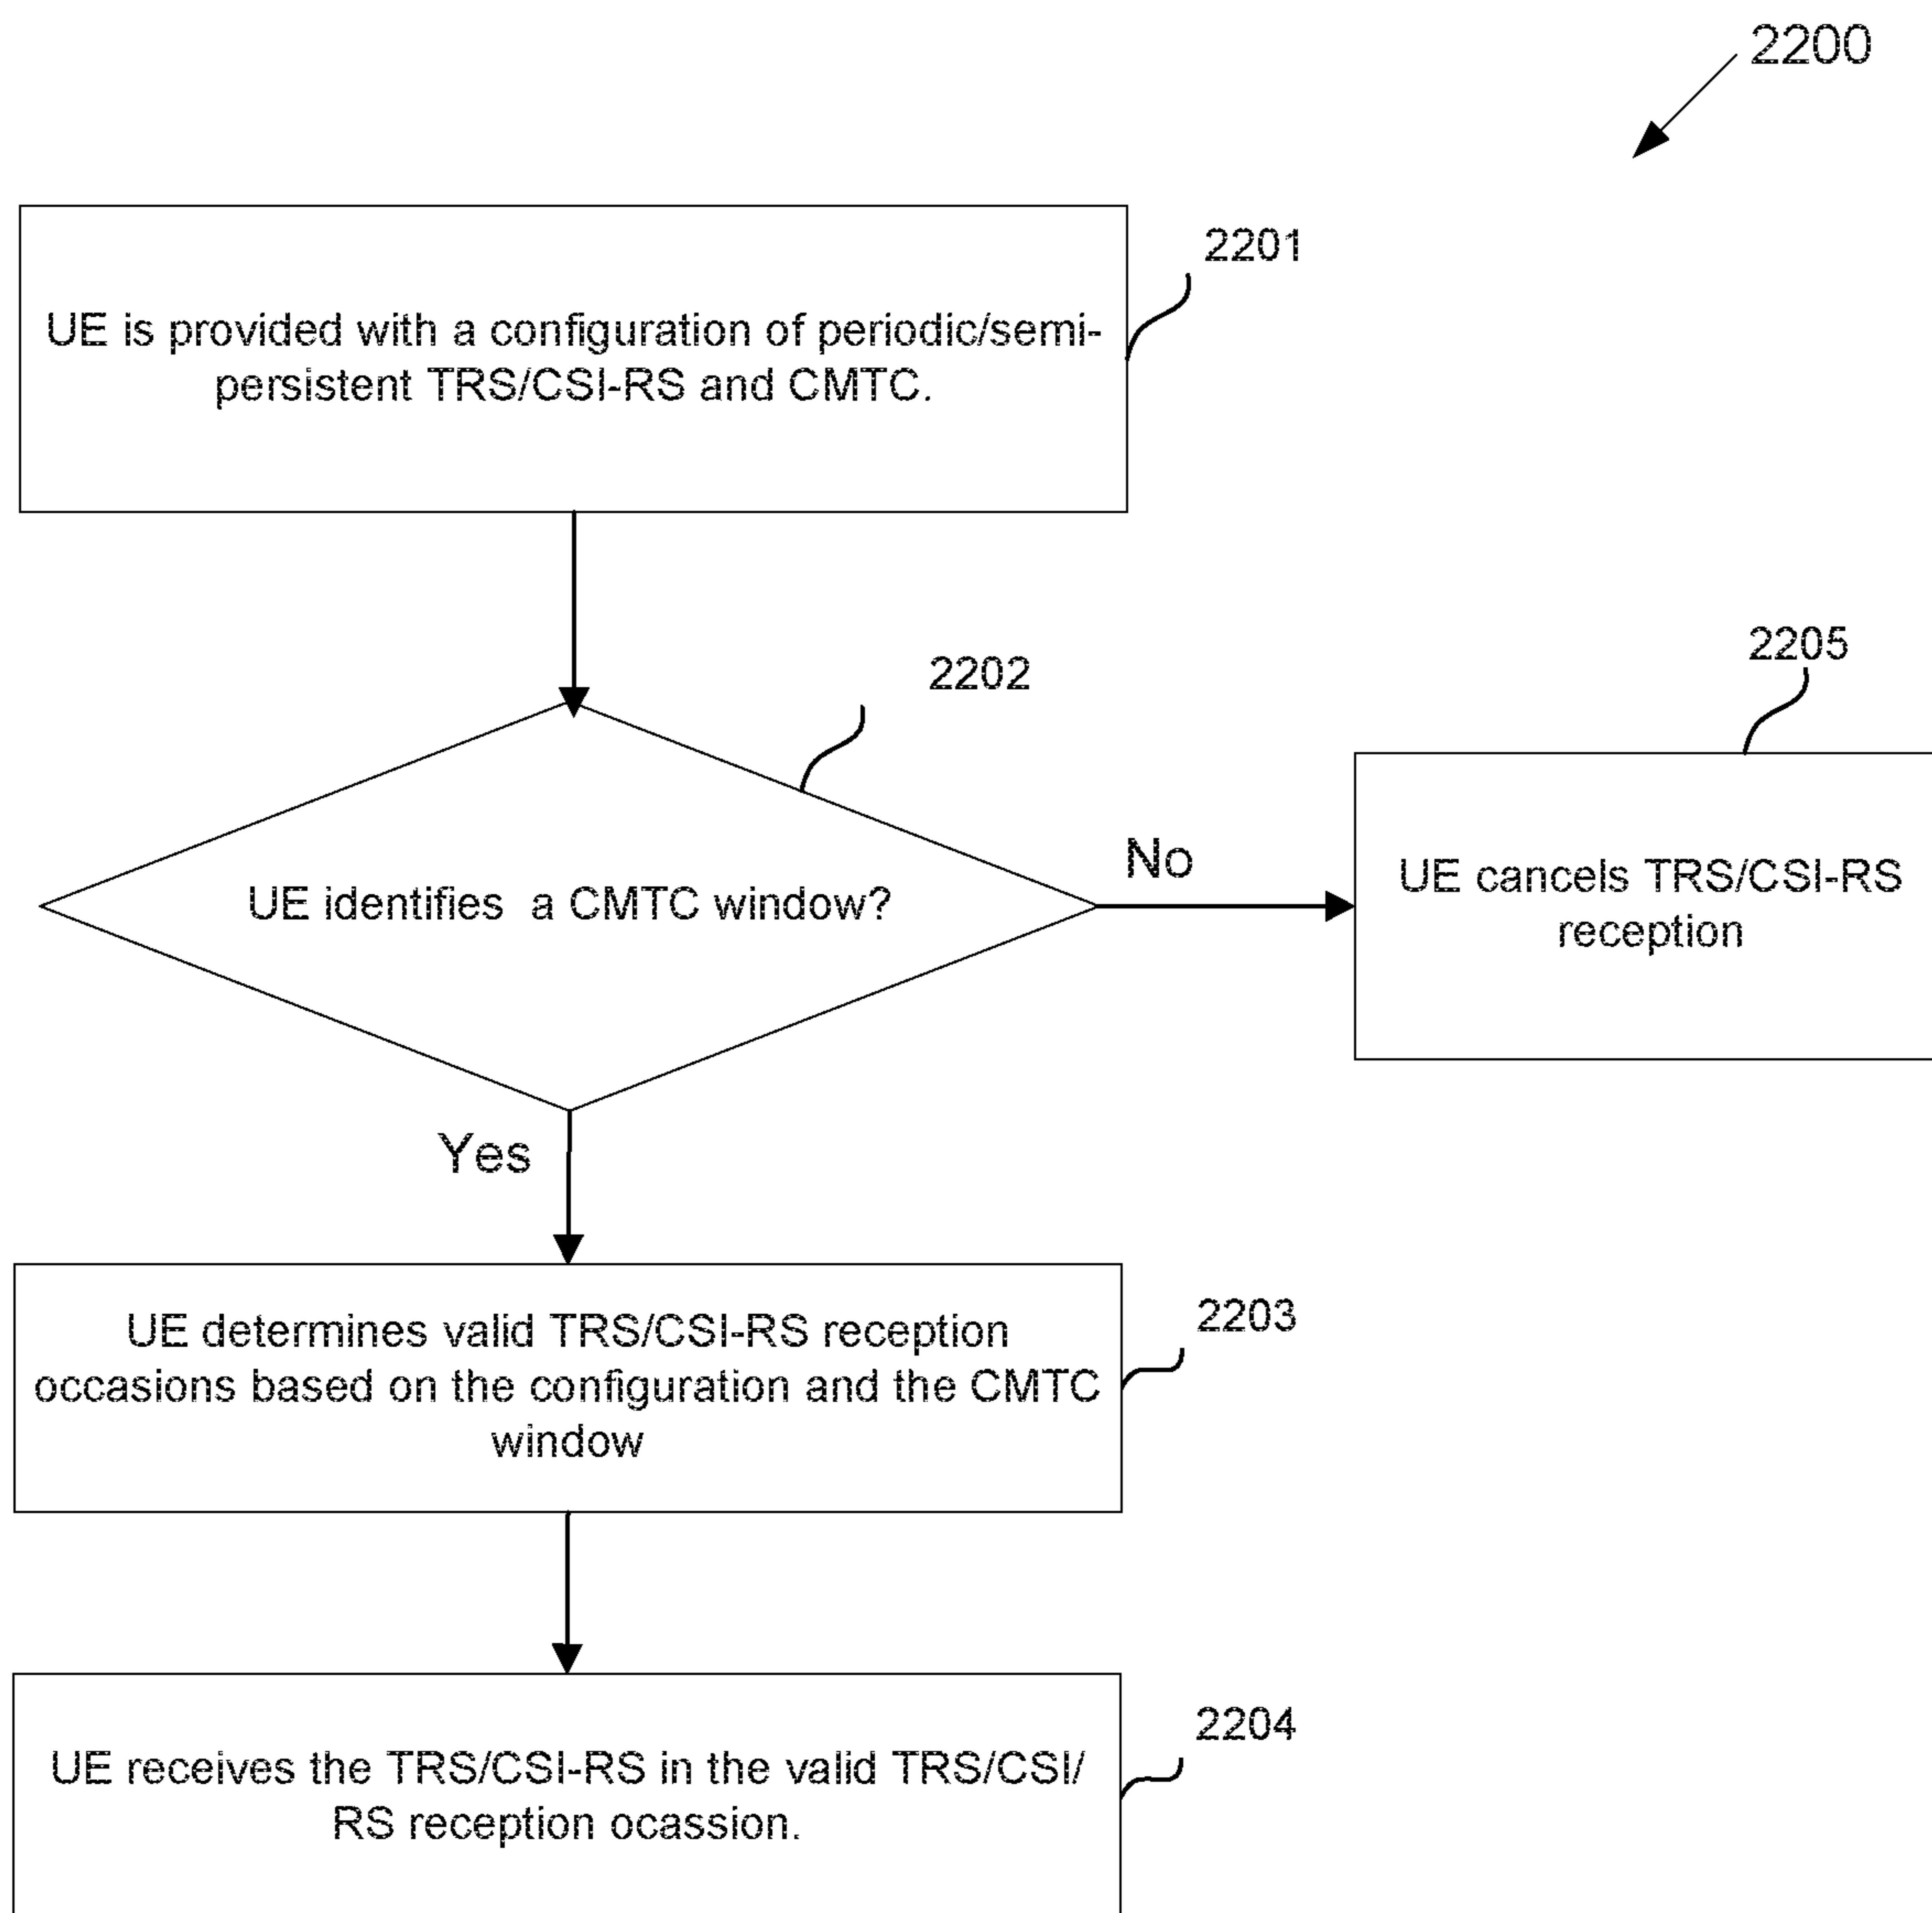 2200
2201
UE is provided with a configuration of periodic/semi-
persistent TRS/CSI-RS and CMTC.
2202
2205
UE identifies a CMTC window?
No
UE cancels TRS/CSI-RS
reception
Yes
2203
UE determines valid TRS/CSI-RS reception
occasions based on the configuration and the CMTC
window
2204
UE receives the TRS/CSI-RS in the valid TRS/CSI/
RS reception ocassion.